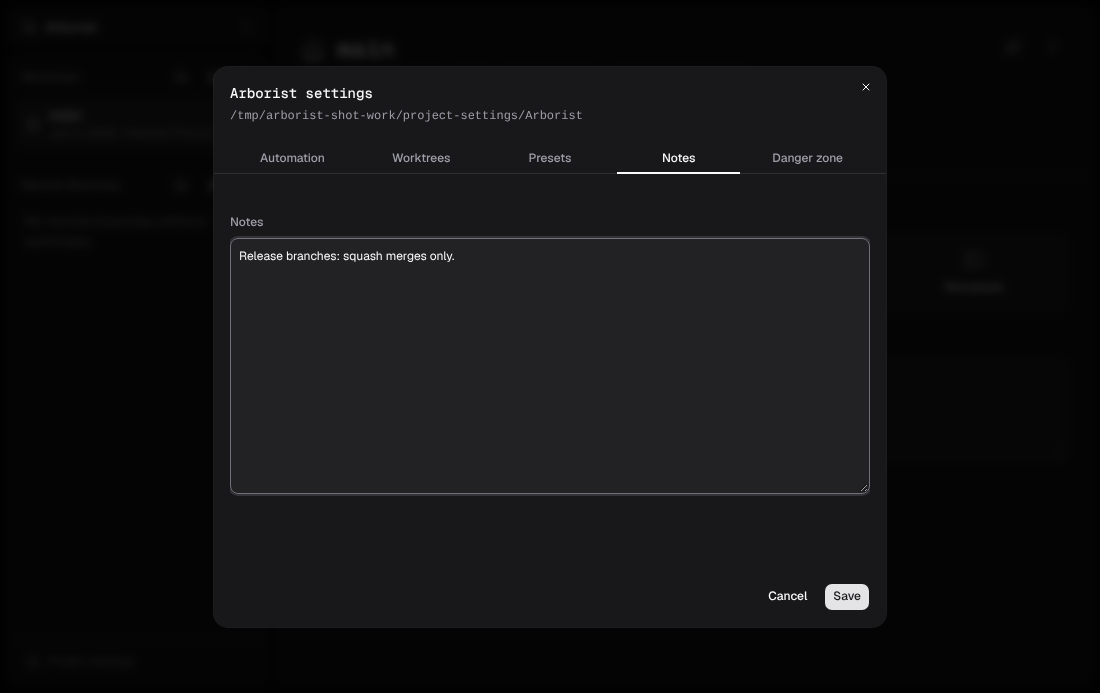 main
Arborist settings
/tmp/arborist-shot-work/project-settings/Arborist
Automation
Worktrees
Presets
Notes
Danger zone
Notes
Release branches: squash merges only.
Cancel
Save